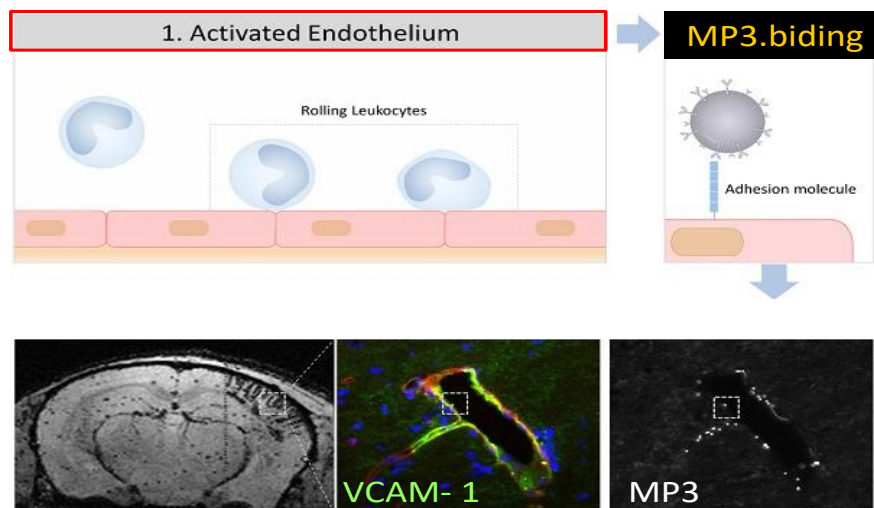 1. Activated Endothelium
MP3.biding
Rolling Leukocytes
Adhesion molecule
VCAM- 1
MP3